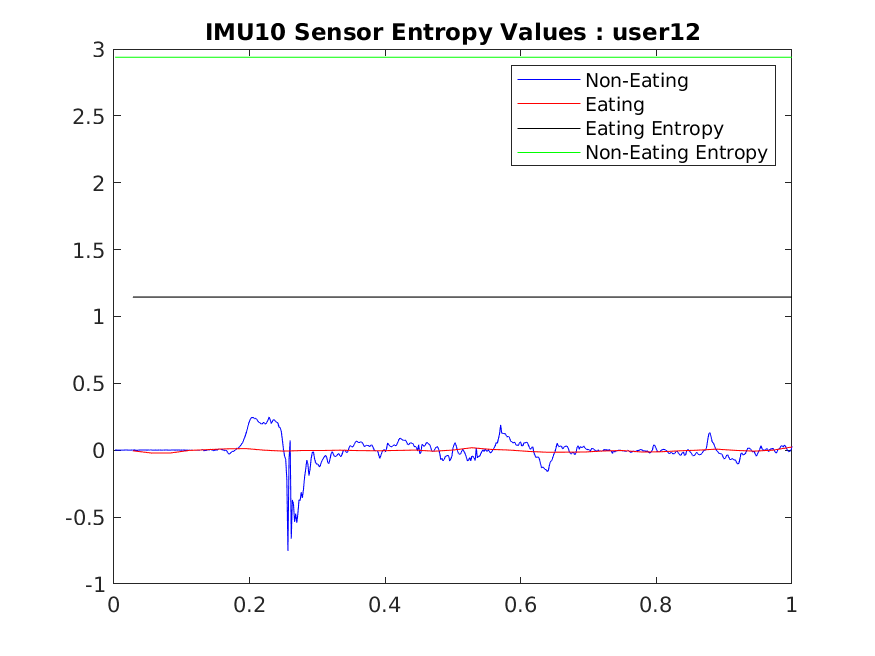 IMU10 Sensor Entropy Values : user12
3
2.5
2
1.5
1
0.5
0
-0.5
-1
Non-Eating
Eating
Eating Entropy
Non-Eating Entropy
0 0.2 0.4 0.6 0.8 1